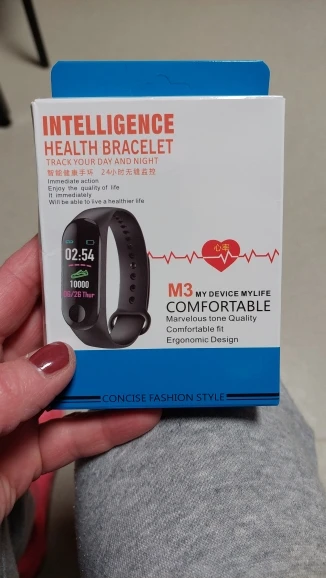 INTELLIGENCE
HEALTH BRACELET
TRACK YOUR DAY AND NIGHT
智能健康手环 24小时无缝监控
Immediate action
Enjoy the quality of life
It immediately
Will be able to live a healthier life
02:54
10000
06/26 Thur
心率
M3 MY DEVICE MYLIFE
COMFORTABLE
Marvelous tone Quality
Comfortable fit
Ergonomic Design
CONCISE FASHION STYLE